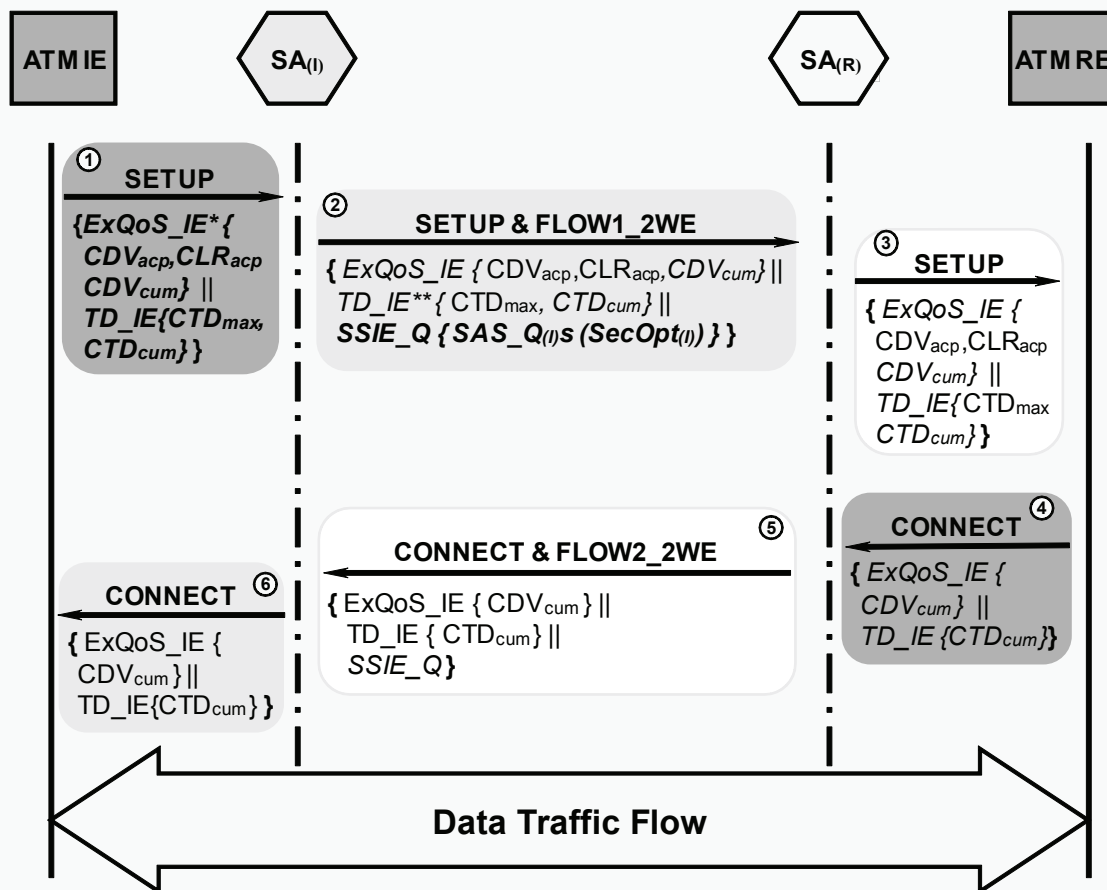 ATM IE
SA(I)
SA(R)
ATM RE
1
SETUP
{ExQoS_IE* {
CDVacp,CLRacp
CDVcum} ||
TD_IE{CTDmax,
CTDcum} }
2
SETUP & FLOW1_2WE
{ ExQoS_IE { CDVacp,CLRacp,CDVcum} ||
TD_IE**{ CTDmax, CTDcum} ||
SSIE_Q { SAS_Q(I)s (SecOpt(I)) } }
3
SETUP
{ ExQoS_IE {
CDVacp,CLRacp
CDVcum} ||
TD_IE{CTDmax
CTDcum} }
4
CONNECT
{ ExQoS_IE {
CDVcum} ||
TD_IE {CTDcum}}
5
CONNECT & FLOW2_2WE
{ ExQoS_IE { CDVcum } ||
TD_IE { CTDcum} ||
SSIE_Q }
6
CONNECT
{ ExQoS_IE {
CDVcum } ||
TD_IE{CTDcum} }
Data Traffic Flow